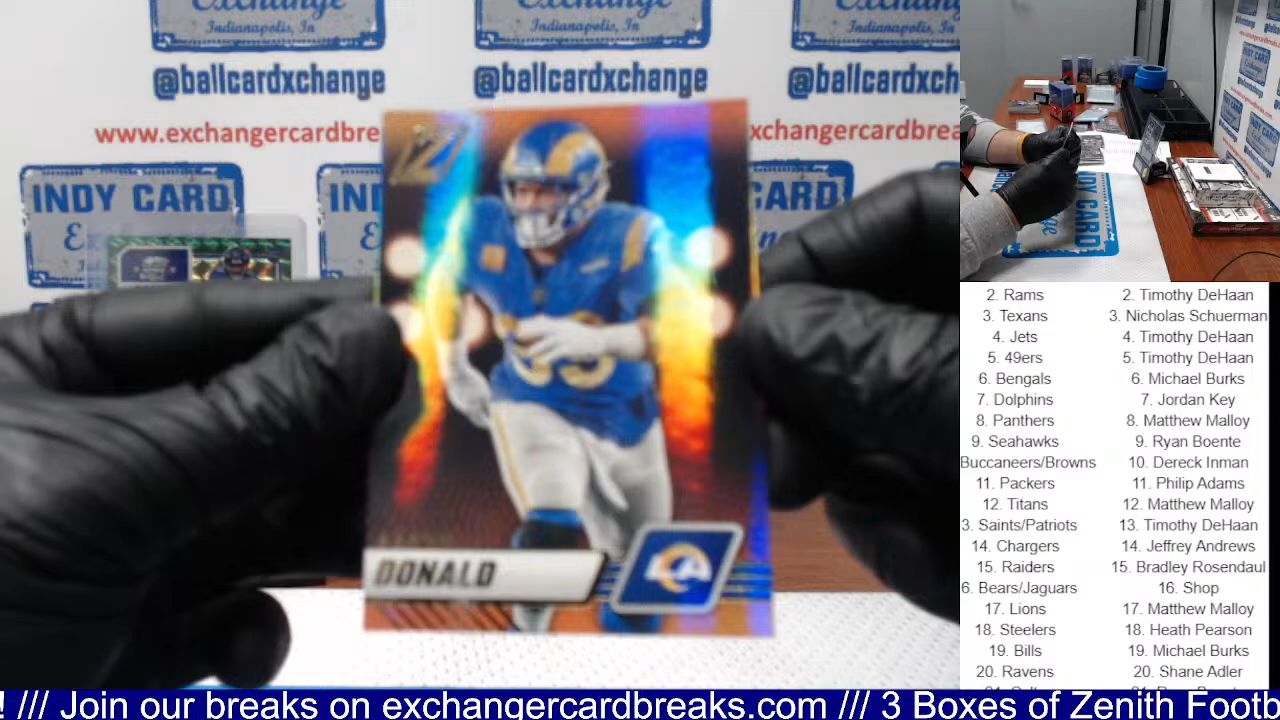 Exchange
Indianapolis, In
Exchange
Indianapolis, In
@ballcardxchange
@ballcardxchange
@ballcardx
www.exchangercardbrea
xchangercardbrea
INDY CARD
INDY
CARD
INDY CARD
DONALD
CARD
2. Rams 2. Timothy DeHaan
3. Texans 3. Nicholas Schuerman
4. Jets 4. Timothy DeHaan
5. 49ers 5. Timothy DeHaan
6. Bengals 6. Michael Burks
7. Dolphins 7. Jordan Key
8. Panthers 8. Matthew Malloy
9. Seahawks 9. Ryan Boente
Buccaneers/Browns 10. Dereck Inman
11. Packers 11. Philip Adams
12. Titans 12. Matthew Malloy
3. Saints/Patriots 13. Timothy DeHaan
14. Chargers 14. Jeffrey Andrews
15. Raiders 15. Bradley Rosendaul
6. Bears/Jaguars 16. Shop
17. Lions 17. Matthew Malloy
18. Steelers 18. Heath Pearson
19. Bills 19. Michael Burks
20. Ravens 20. Shane Adler
! /// Join our breaks on exchangercardbreaks.com /// 3 Boxes of Zenith Footb